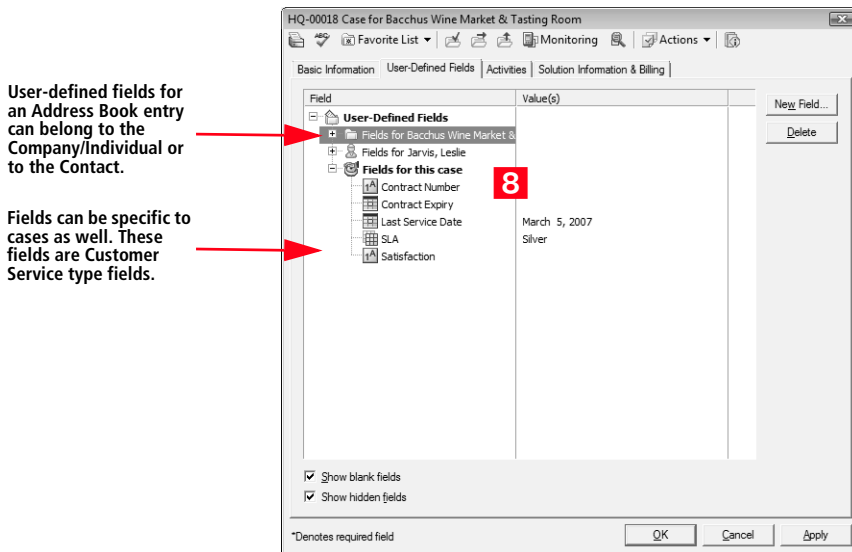 HQ-00018 Case for Bacchus Wine Market & Tasting Room
ABC Favorite List Monitoring Actions
Basic Information User-Defined Fields Activities Solution Information & Billing
User-defined fields for
an Address Book entry
can belong to the
Company/Individual or
to the Contact.
Fields can be specific to
cases as well. These
fields are Customer
Service type fields.
Field Value(s)
User-Defined Fields
Fields for Bacchus Wine Market &
Fields for Jarvis, Leslie
Fields for this case
1A Contract Number
Contract Expiry
Last Service Date March 5, 2007
SLA Silver
1A Satisfaction
8
New Field...
Delete
Show blank fields
Show hidden fields
*Denotes required field
OK Cancel Apply